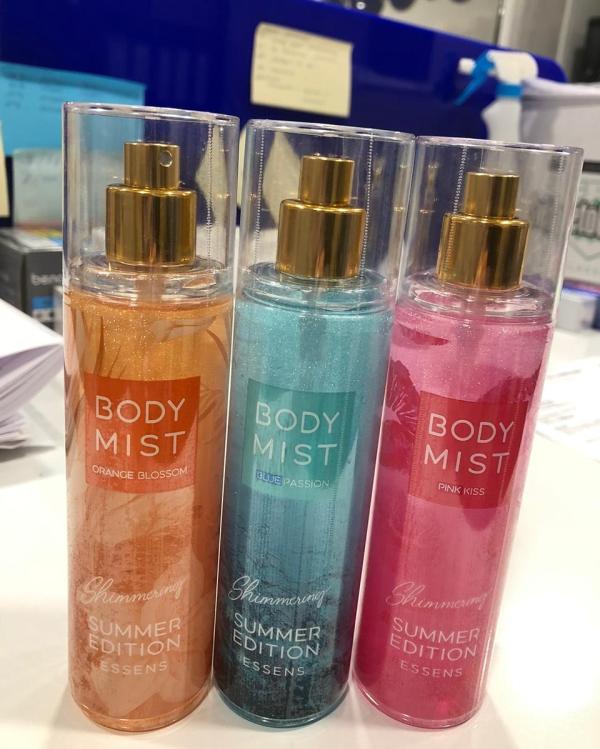 BODY
MIST
ORANGE BLOSSOM
Shimmering
SUMMER
EDITION
ESSENS
BODY
MIST
BLUE PASSION
Shimmering
SUMMER
EDITION
ESSENS
BODY
MIST
PINK KISS
Shimmering
SUMMER
EDITION
ESSENS